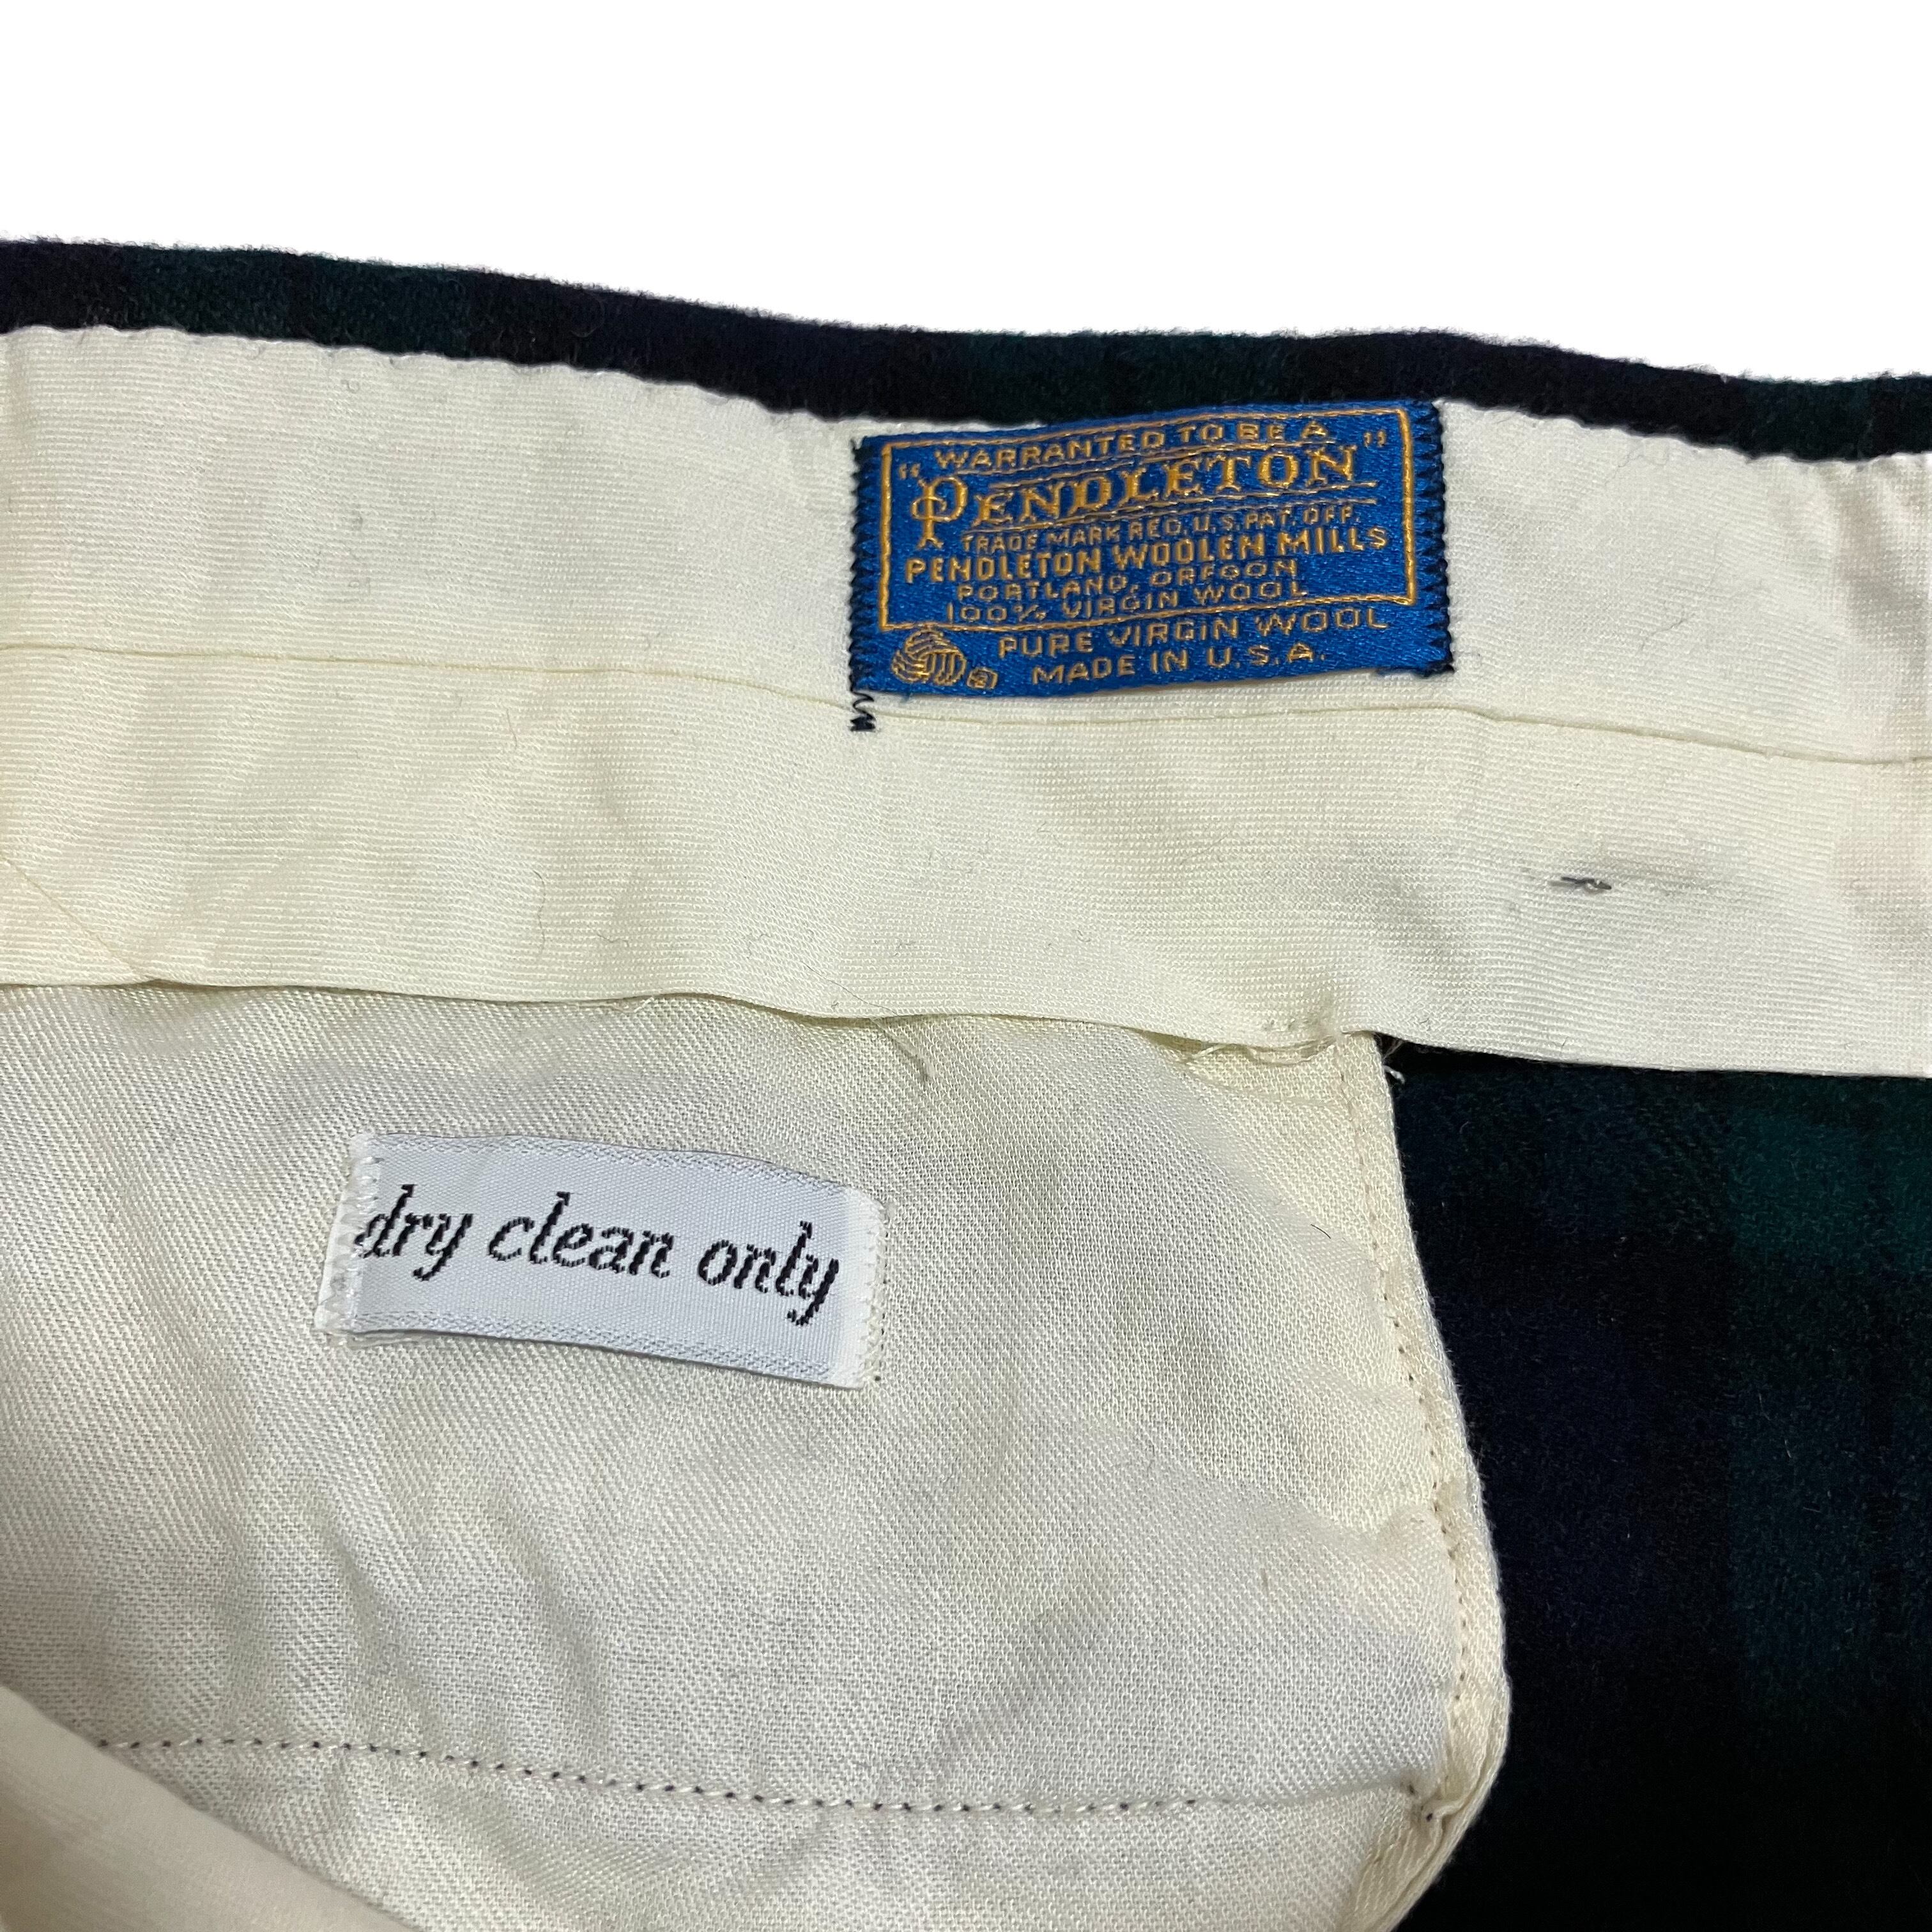 WARRANTED TO BE A
"PENDLETON"
TRADE MARK REG. U.S. PAT. OFF.
PENDLETON WOOLEN MILLS
PORTLAND, OREGON
100% VIRGIN WOOL
PURE VIRGIN WOOL
MADE IN U.S.A.
dry clean only